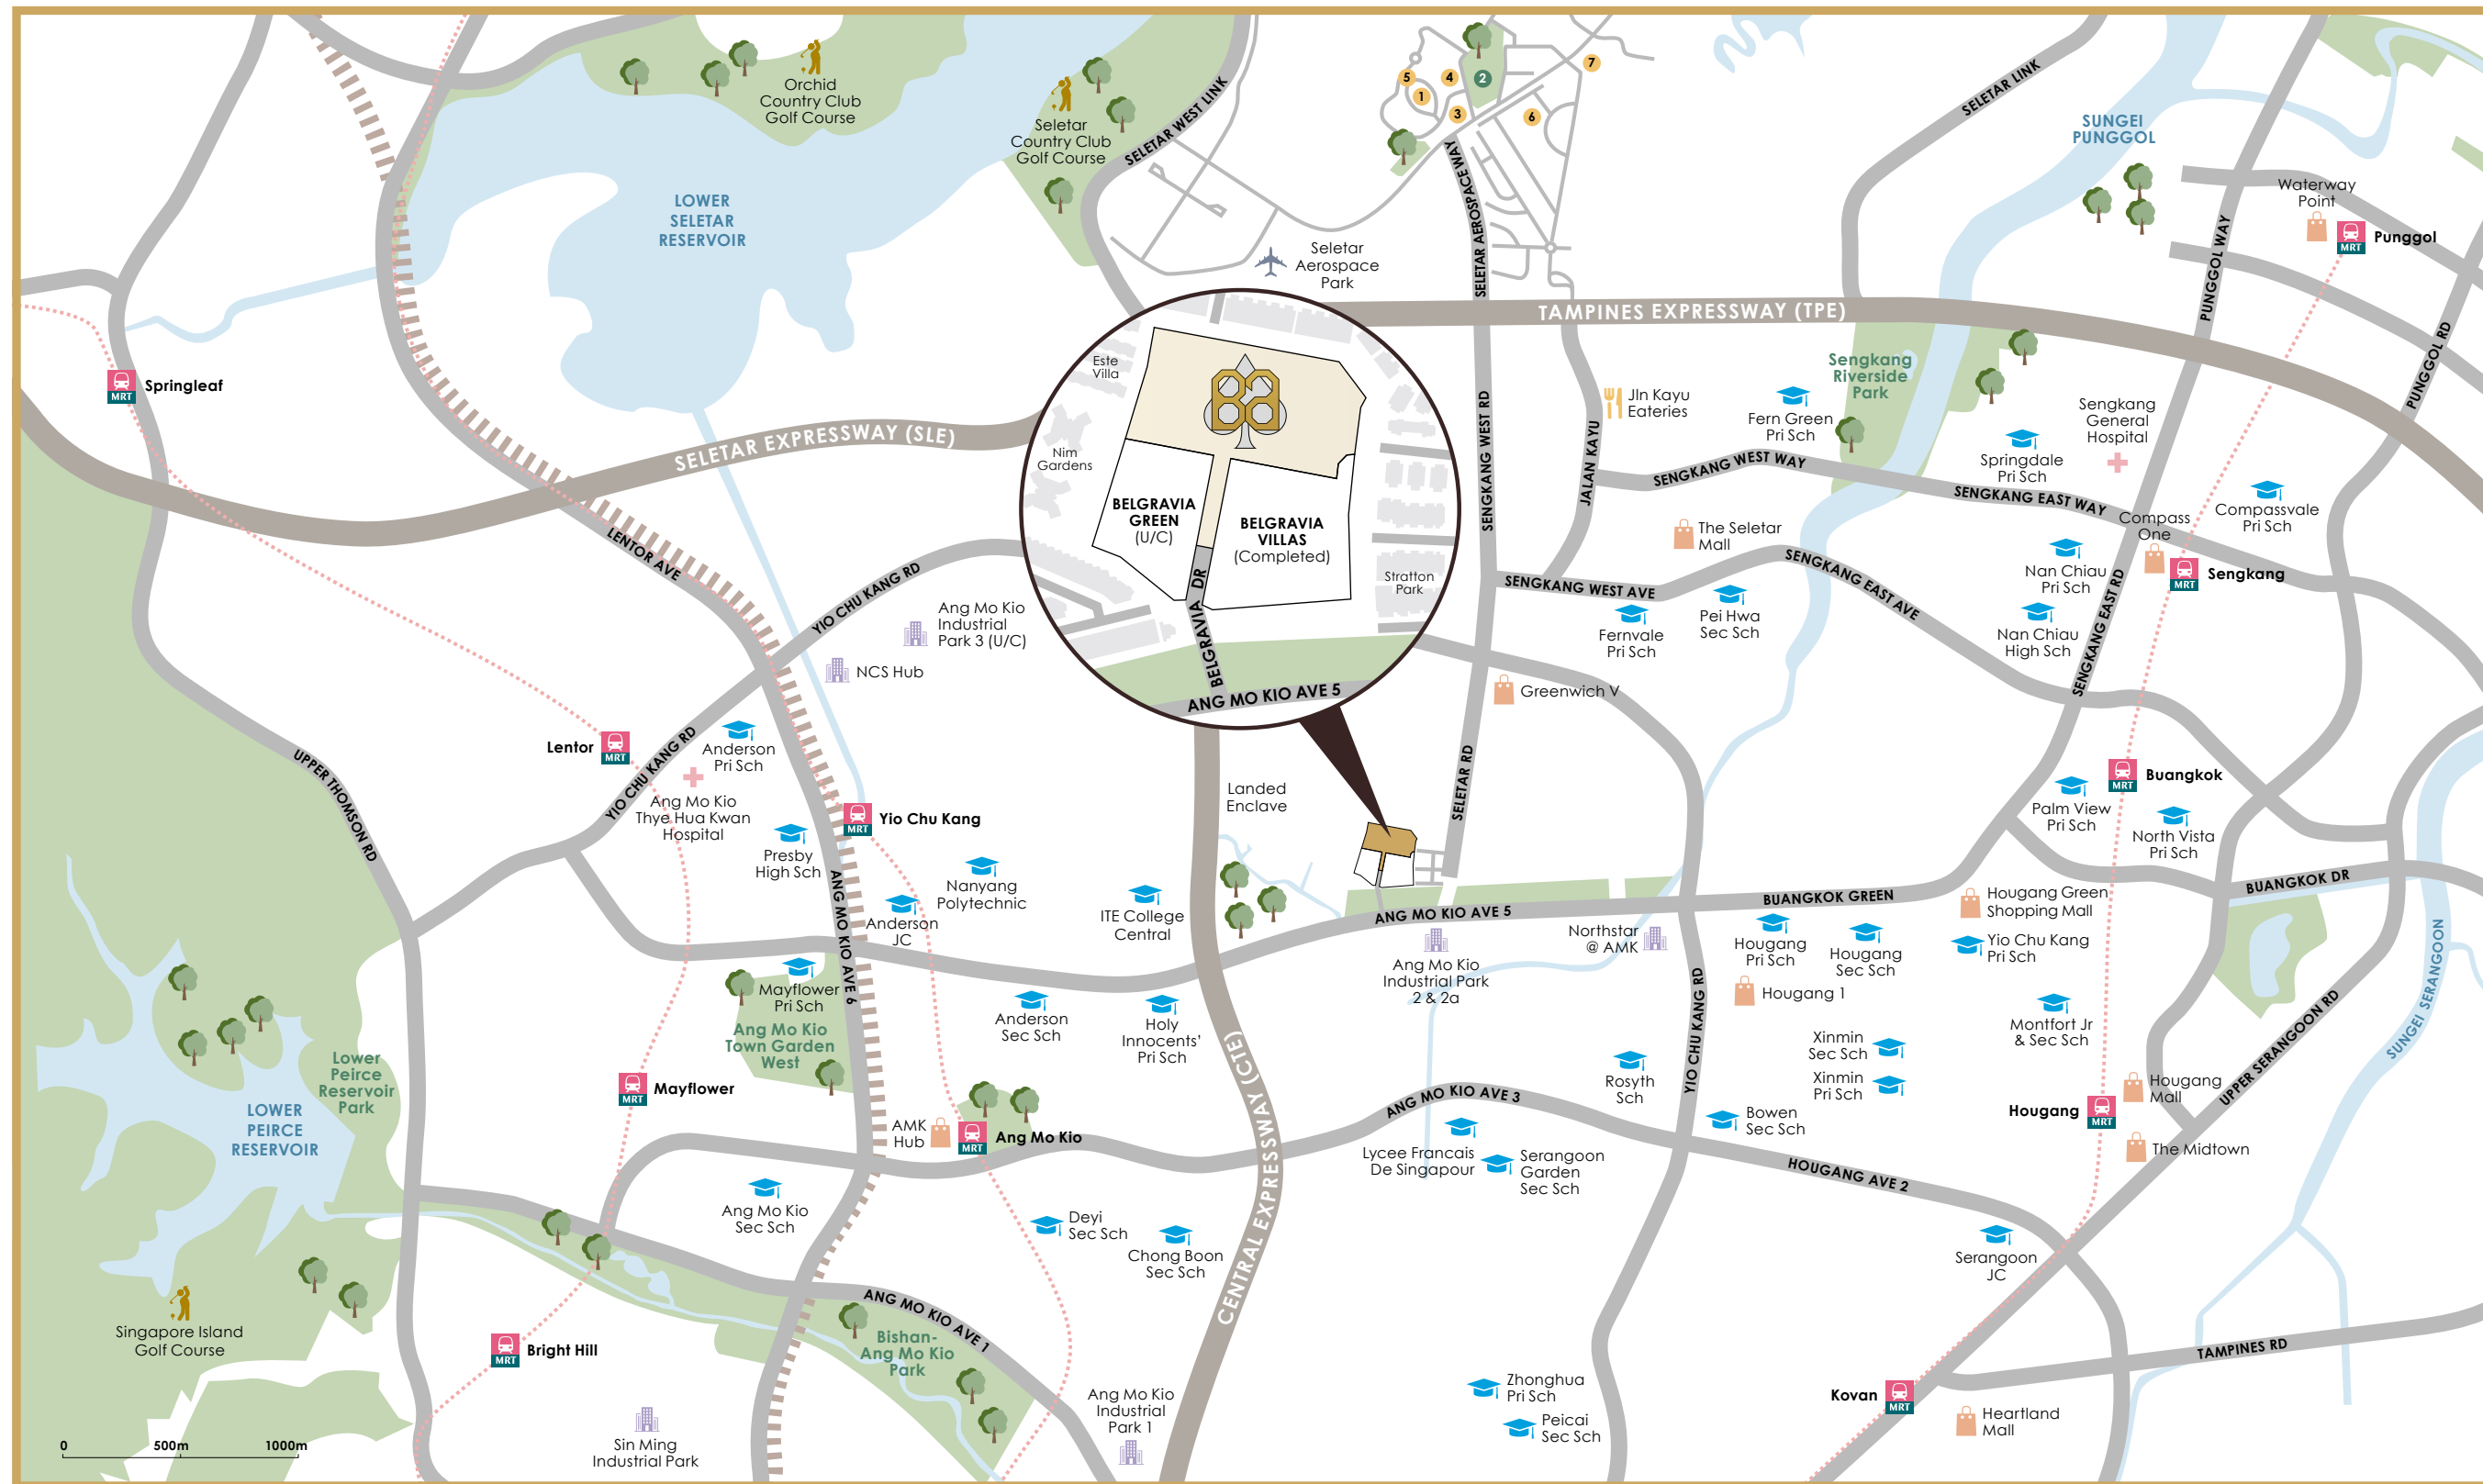 Orchid
Country Club
Golf Course
Seletar
Country Club
Golf Course
SELETAR WEST LINK
5
4
2
7
1
3
6
SELETAR LINK
SUNGEI
PUNGGOL
LOWER
SELETAR
RESERVOIR
Seletar
Aerospace
Park
SELETAR AEROSPACE WAY
Waterway
Point
MRT
Punggol
PUNGGOL WAY
PUNGGOL RD
TAMPINES EXPRESSWAY (TPE)
MRT
Springleaf
SELETAR EXPRESSWAY (SLE)
Este
Villa
Nim
Gardens
BELGRAVIA
GREEN
(U/C)
BELGRAVIA
VILLAS
(Completed)
Stratton
Park
BELGRAVIA DR
ANG MO KIO AVE 5
SENGKANG WEST RD
Jln Kayu
Eateries
JALAN KAYU
Fern Green
Pri Sch
Sengkang
Riverside
Park
Sengkang
General
Hospital
Springdale
Pri Sch
SENGKANG WEST WAY
SENGKANG EAST WAY
Compassvale
Pri Sch
Compass
One
The Seletar
Mall
Nan Chiau
Pri Sch
MRT
Sengkang
SENGKANG WEST AVE
SENGKANG EAST AVE
Fernvale
Pri Sch
Pei Hwa
Sec Sch
Nan Chiau
High Sch
SENGKANG EAST RD
LENTOR AVE
YIO CHU KANG RD
Ang Mo Kio
Industrial
Park 3 (U/C)
NCS Hub
Greenwich V
Lentor
MRT
YIO CHU KANG RD
Anderson
Pri Sch
Ang Mo Kio
Thye Hua Kwan
Hospital
UPPER THOMSON RD
MRT
Yio Chu Kang
Presby
High Sch
Nanyang
Polytechnic
Anderson
JC
ITE College
Central
Landed
Enclave
SELETAR RD
MRT
Buangkok
Palm View
Pri Sch
North Vista
Pri Sch
BUANGKOK GREEN
BUANGKOK DR
ANG MO KIO AVE 5
Hougang Green
Shopping Mall
Northstar
@ AMK
Ang Mo Kio
Industrial Park
2 & 2a
Hougang
Pri Sch
Hougang
Sec Sch
Yio Chu Kang
Pri Sch
Hougang 1
Montfort Jr
& Sec Sch
SUNGEI SERANGOON
UPPER SERANGOON RD
ANG MO KIO AVE 6
Mayflower
Pri Sch
Ang Mo Kio
Town Garden
West
Anderson
Sec Sch
Holy
Innocents'
Pri Sch
Lower
Peirce
Reservoir
Park
LOWER
PEIRCE
RESERVOIR
MRT
Mayflower
AMK
Hub
MRT
Ang Mo Kio
CENTRAL EXPRESSWAY (CTE)
ANG MO KIO AVE 3
YIO CHU KANG RD
Rosyth
Sch
Xinmin
Sec Sch
Xinmin
Pri Sch
Bowen
Sec Sch
Hougang
MRT
Hougang
Mall
The Midtown
Lycee Francais
De Singapour
Serangoon
Garden
Sec Sch
HOUGANG AVE 2
Ang Mo Kio
Sec Sch
Deyi
Sec Sch
Chong Boon
Sec Sch
Serangoon
JC
Singapore Island
Golf Course
MRT
Bright Hill
ANG MO KIO AVE 1
Bishan-
Ang Mo Kio
Park
TAMPINES RD
Zhonghua
Pri Sch
Peicai
Sec Sch
Kovan
MRT
Heartland
Mall
Ang Mo Kio
Industrial
Park 1
Sin Ming
Industrial Park
0
500m
1000m